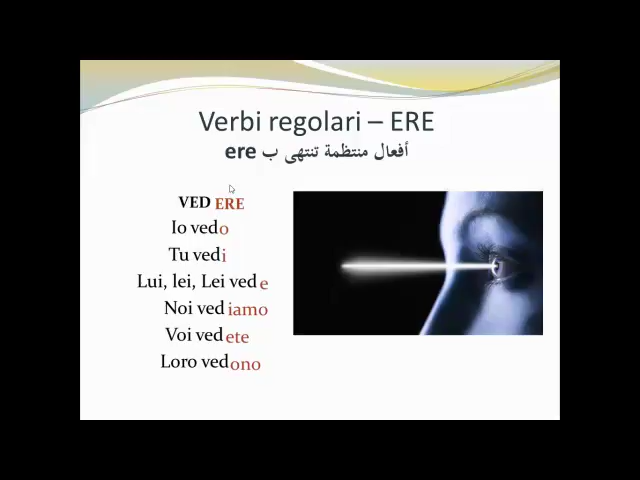 Verbi regolari – ERE
أفعال منتظمة تنتهى ب ere
VED ERE
Io vedo
Tu vedi
Lui, lei, Lei vede
Noi vediamo
Voi vedete
Loro vedono